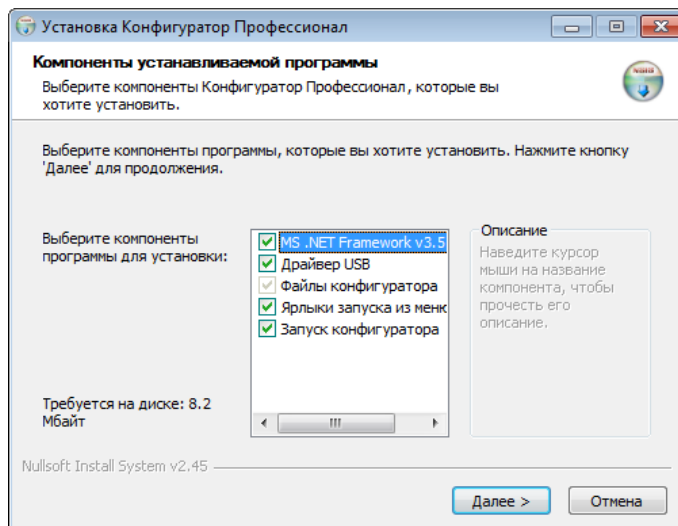 Установка Конфигуратор Профессионал
Компоненты устанавливаемой программы
Выберите компоненты Конфигуратор Профессионал, которые вы
хотите установить.
Выберите компоненты программы, которые вы хотите установить. Нажмите кнопку
'Далее' для продолжения.
Выберите компоненты
программы для установки:
MS .NET Framework v3.5
Драйвер USB
Файлы конфигуратора
Ярлыки запуска из
Запуск конфигуратора
Описание
Наведите курсор
мыши на название
компонента, чтобы
прочесть его
описание.
Требуется на диске: 8.2
Мбайт
Nullsoft Install System v2.45
Далее >
Отмена